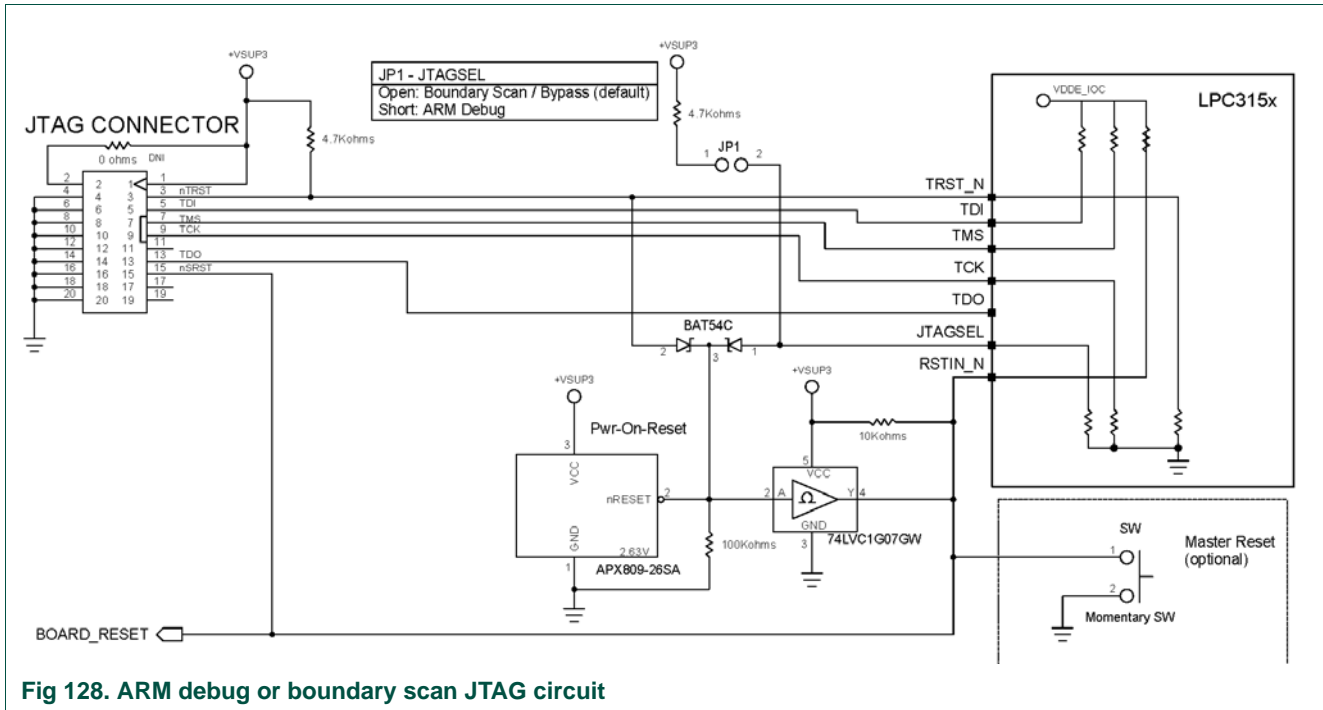 +VSUP3
+VSUP3
JP1 - JTAGSEL
Open: Boundary Scan / Bypass (default)
Short: ARM Debug
VDDE_IOC
LPC315x
JTAG CONNECTOR
4.7Kohms
4.7Kohms
0 ohms DNI
JP1
1 2
2 2 1 1
4 4 3 3 nTRST
6 6 5 5 TDI
8 8 7 7 TMS
10 10 9 9 TCK
12 12 11 11
14 14 13 13 TDO
16 16 15 15 nSRST
18 18 17 17
20 20 19 19
TRST_N
TDI
TMS
TCK
TDO
JTAGSEL
RSTIN_N
BAT54C
2 3 1
+VSUP3
+VSUP3
Pwr-On-Reset
10Kohms
3
VCC
nRESET 2
GND
2.63V
1
APX809-26SA
100Kohms
5
VCC
2 A Ω Y 4
GND
3
74LVC1G07GW
SW
1
2
Master Reset
(optional)
Momentary SW
BOARD_RESET
Fig 128. ARM debug or boundary scan JTAG circuit